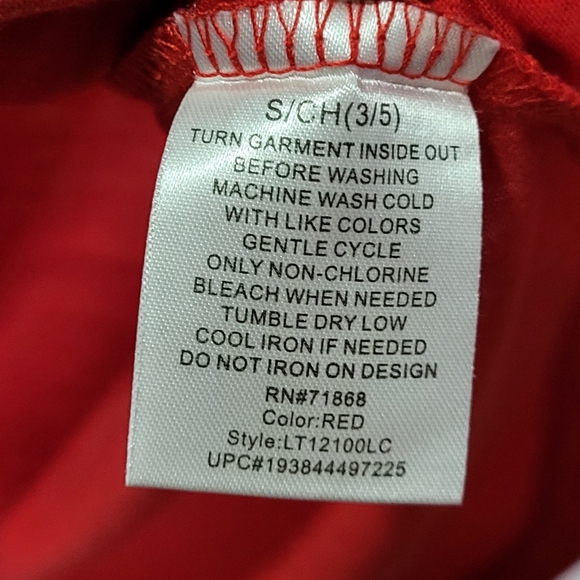 S/CH(3/5)
TURN GARMENT INSIDE OUT
BEFORE WASHING
MACHINE WASH COLD
WITH LIKE COLORS
GENTLE CYCLE
ONLY NON-CHLORINE
BLEACH WHEN NEEDED
TUMBLE DRY LOW
COOL IRON IF NEEDED
DO NOT IRON ON DESIGN
RN#71868
Color:RED
Style:LT12100LC
UPC#193844497225